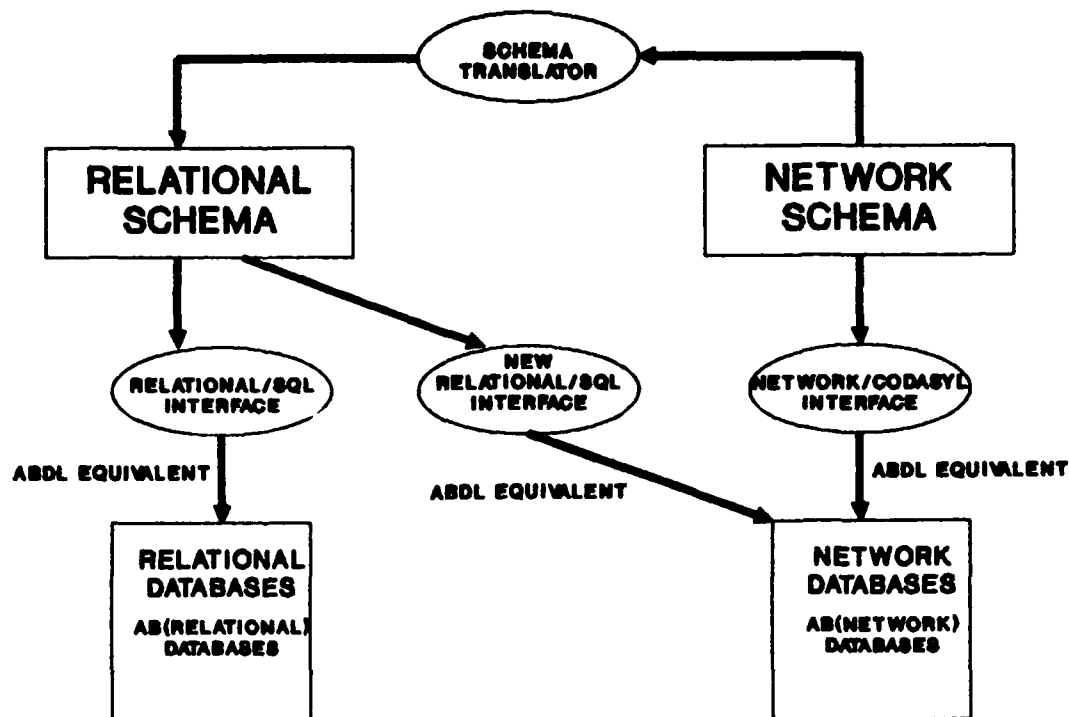 SCHEMA
TRANSLATOR
RELATIONAL
SCHEMA
NETWORK
SCHEMA
RELATIONAL/SQL
INTERFACE
NEW
RELATIONAL/SQL
INTERFACE
NETWORK/CODASYL
INTERFACE
ABDL EQUIVALENT
ABDL EQUIVALENT
ABDL EQUIVALENT
RELATIONAL
DATABASES
AB(RELATIONAL)
DATABASES
NETWORK
DATABASES
AB(NETWORK)
DATABASES